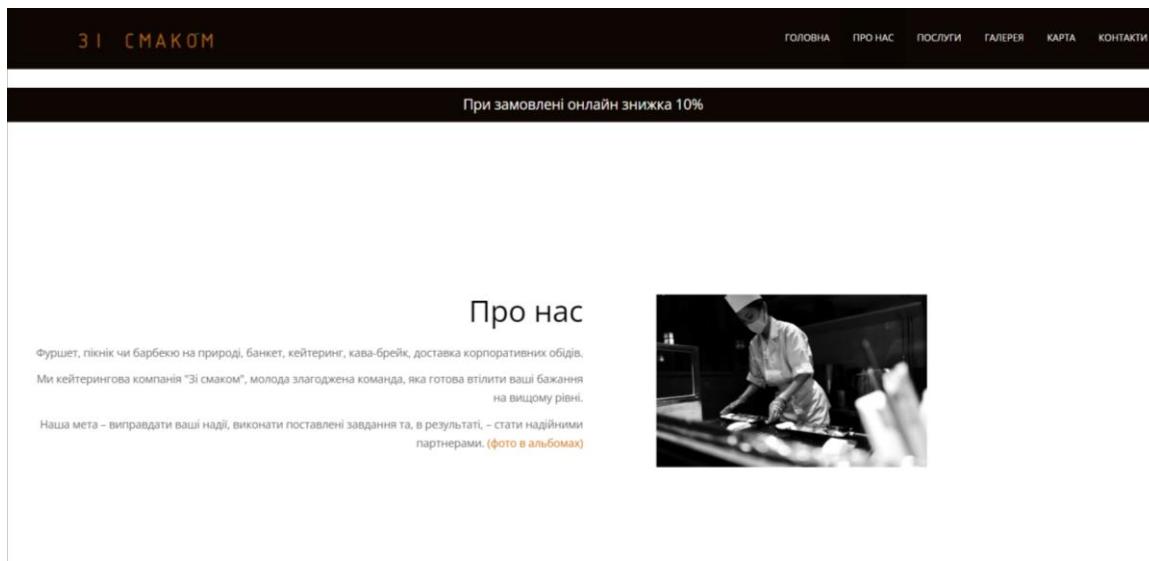 ЗІ СМАКОМ
ГОЛОВНА ПРО НАС ПОСЛУГИ ГАЛЕРЕЯ КАРТА КОНТАКТИ
При замовлені онлайн знижка 10%
Про нас
Фуршет, пікнік чи барбекю на природі, банкет, кейтеринг, кава-брейк, доставка корпоративних обідів.
Ми кейтерингова компанія "Зі смаком", молода злагоджена команда, яка готова втілити ваші бажання
на вищому рівні.
Наша мета – виправдати ваші надії, виконати поставлені завдання та, в результаті, – стати надійними
партнерами. (фото в альбомах)